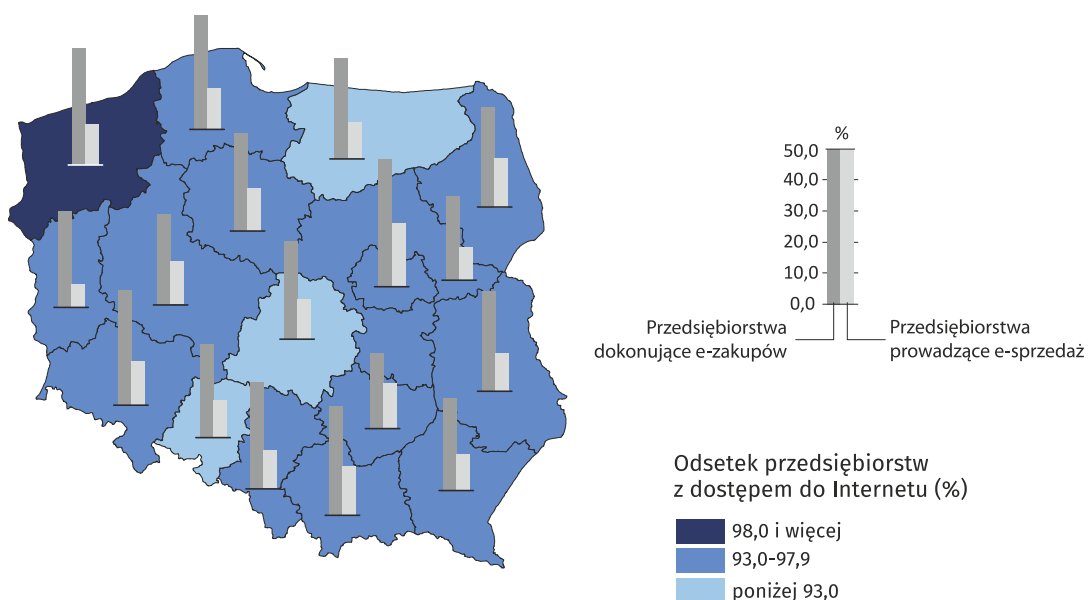 %
50,0
40,0
30,0
20,0
10,0
0,0
Przedsiębiorstwa
dokonujące e-zakupów
Przedsiębiorstwa
prowadzące e-sprzedaż
Odsetek przedsiębiorstw
z dostępem do Internetu (%)
98,0 i więcej
93,0-97,9
poniżej 93,0